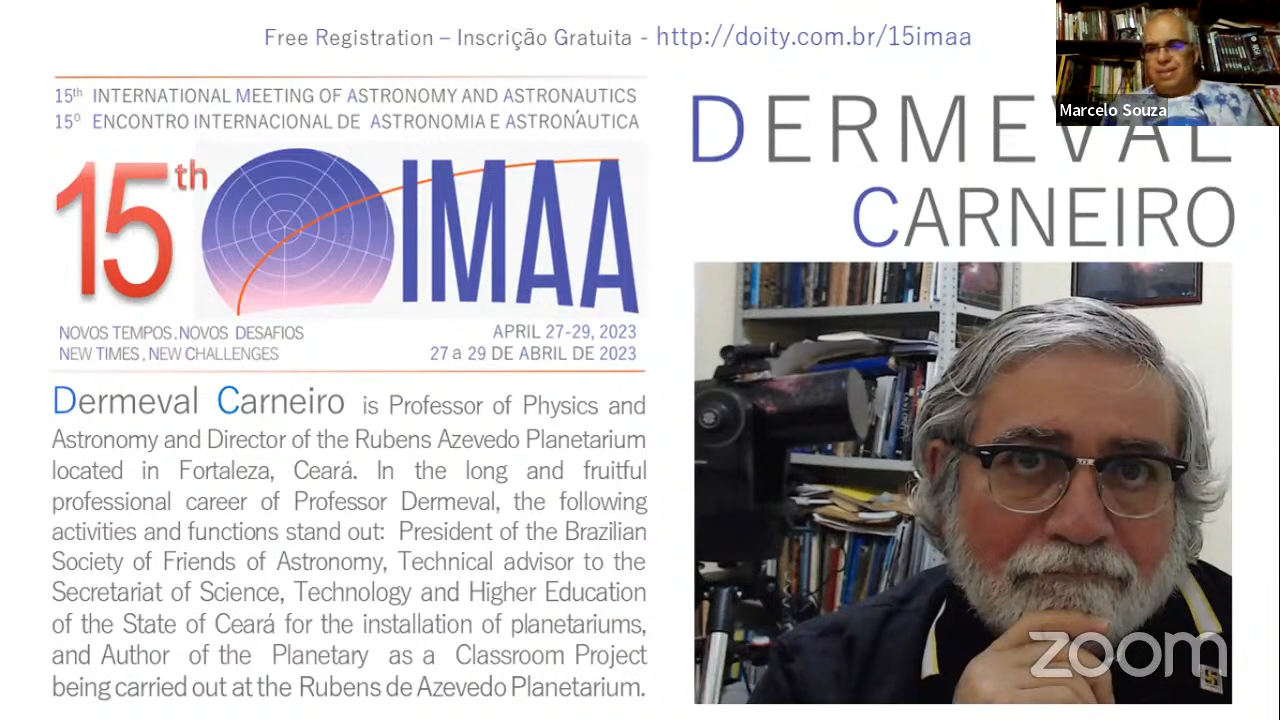 Free Registration – Inscrição Gratuita - http://doity.com.br/15imaa
Marcelo Souza
15th INTERNATIONAL MEETING OF ASTRONOMY AND ASTRONAUTICS
15º ENCONTRO INTERNACIONAL DE ASTRONOMIA E ASTRONÁUTICA
15th IMAA
NOVOS TEMPOS. NOVOS DESAFIOS
NEW TIMES, NEW CHALLENGES
APRIL 27-29, 2023
27 a 29 DE ABRIL DE 2023
DERMEVAL
CARNEIRO
Dermeval Carneiro is Professor of Physics and
Astronomy and Director of the Rubens Azevedo Planetarium
located in Fortaleza, Ceará. In the long and fruitful
professional career of Professor Dermeval, the following
activities and functions stand out: President of the Brazilian
Society of Friends of Astronomy, Technical advisor to the
Secretariat of Science, Technology and Higher Education
of the State of Ceará for the installation of planetariums,
and Author of the Planetary as a Classroom Project
being carried out at the Rubens de Azevedo Planetarium.
zoom